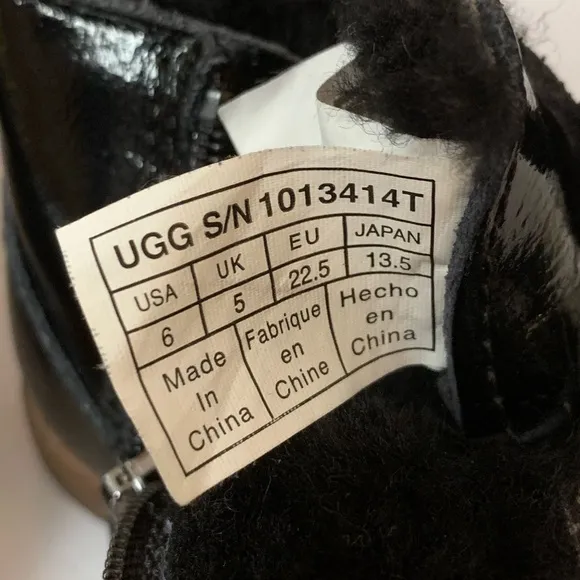 UGG S/N 1013414T
USA UK EU JAPAN
6 5 22.5 13.5
Made In China
Fabrique en Chine
Hecho en China